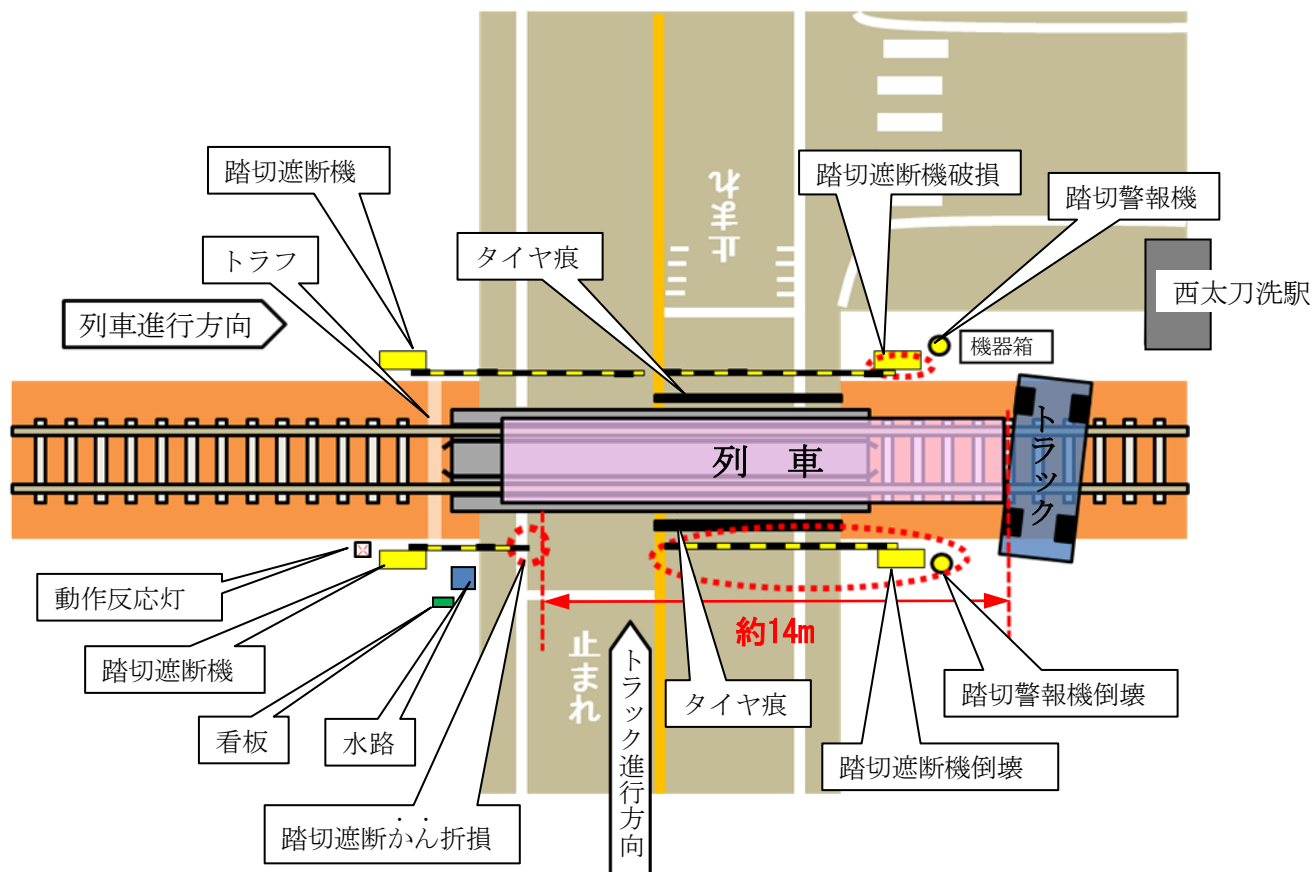 踏切遮断機
踏切遮断機破損
踏切警報機
トラフ
タイヤ痕
止まれ
西太刀洗駅
列車進行方向
機器箱
列 車
トラック
動作反応灯
約14m
踏切遮断機
止まれ
トラック進行方向
タイヤ痕
踏切警報機倒壊
看板
水路
踏切遮断機倒壊
踏切遮断かん折損